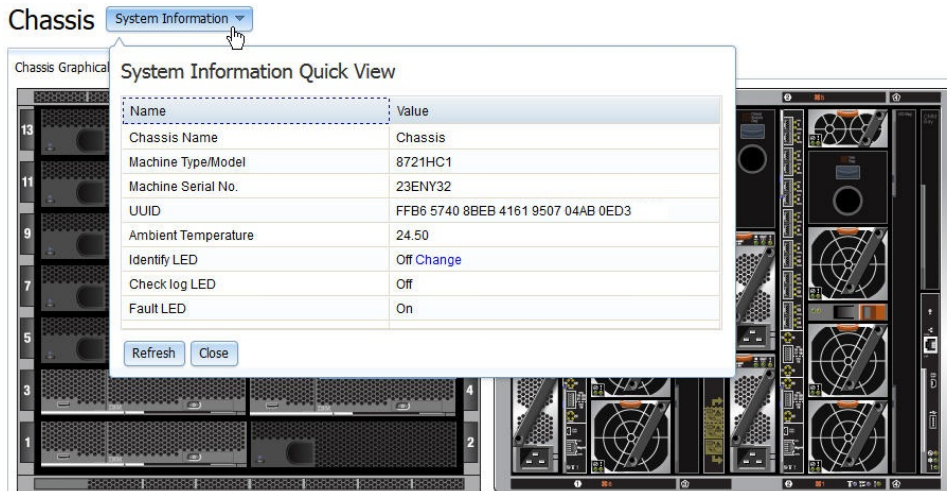 Chassis System Information
Chassis Graphical
System Information Quick View
Name Value
Chassis Name Chassis
Machine Type/Model 8721HC1
Machine Serial No. 23ENY32
UUID FFB6 5740 8BEB 4161 9507 04AB 0ED3
Ambient Temperature 24.50
Identify LED Off Change
Check log LED Off
Fault LED On
Refresh Close
13
11
9
7
5
3 4
1 2